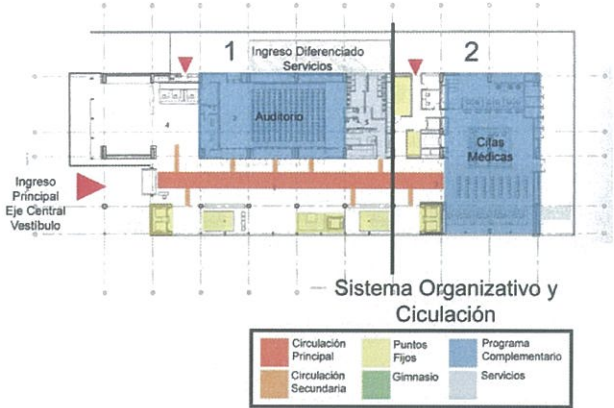 1
Ingreso Diferenciado
Servicios
2
Auditorio
Citas
Médicas
Ingreso
Principal
Eje Central
Vestíbulo
Sistema Organizativo y
Ciculación
Circulación
Principal
Puntos
Fijos
Programa
Complementario
Circulación
Secundaria
Gimnasio
Servicios